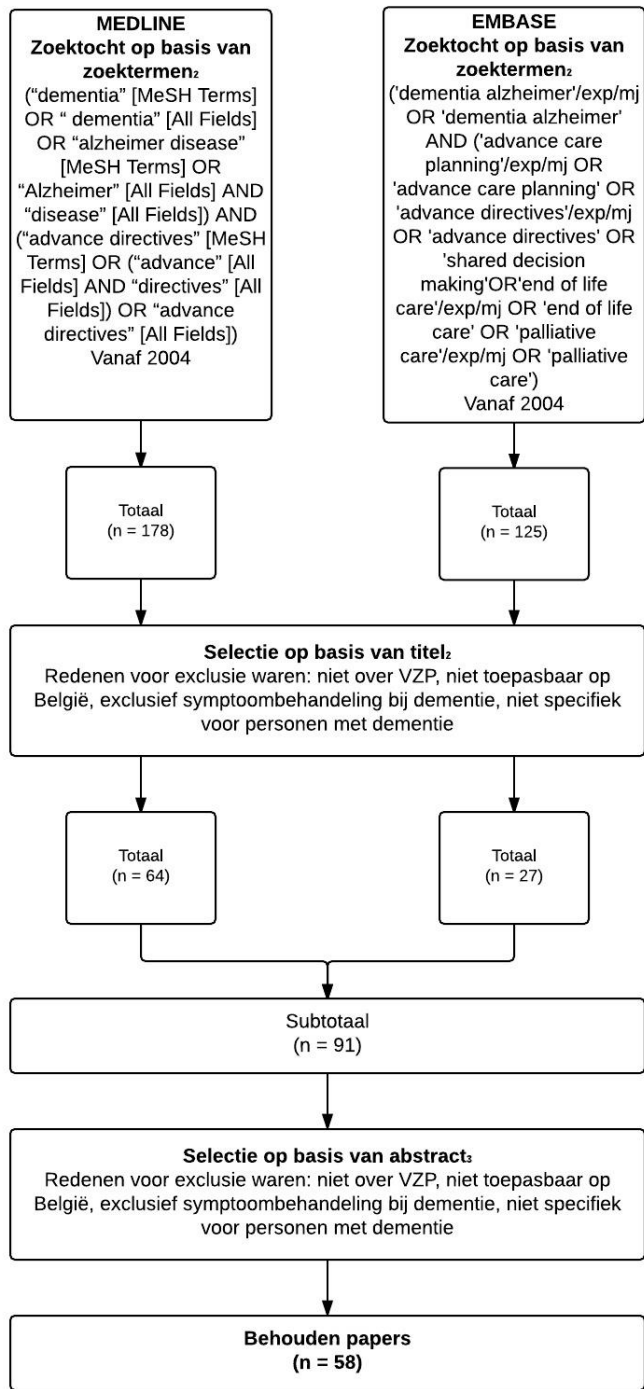 MEDLINE
Zoektocht op basis van
zoektermen₂
(“dementia” [MeSH Terms]
OR “ dementia” [All Fields]
OR “alzheimer disease”
[MeSH Terms] OR
“Alzheimer” [All Fields] AND
“disease” [All Fields]) AND
(“advance directives” [MeSH
Terms] OR (“advance” [All
Fields] AND “directives” [All
Fields]) OR “advance
directives” [All Fields])
Vanaf 2004
EMBASE
Zoektocht op basis van
zoektermen₂
('dementia alzheimer'/exp/mj
OR 'dementia alzheimer'
AND ('advance care
planning'/exp/mj OR
'advance care planning' OR
'advance directives'/exp/mj
OR 'advance directives' OR
'shared decision
making'OR'end of life
care'/exp/mj OR 'end of life
care' OR 'palliative
care'/exp/mj OR 'palliative
care')
Vanaf 2004
Totaal
(n = 178)
Totaal
(n = 125)
Selectie op basis van titel₂
Redenen voor exclusie waren: niet over VZP, niet toepasbaar op
België, exclusief symptoombehandeling bij dementie, niet specifiek
voor personen met dementie
Totaal
(n = 64)
Totaal
(n = 27)
Subtotaal
(n = 91)
Selectie op basis van abstract₃
Redenen voor exclusie waren: niet over VZP, niet toepasbaar op
België, exclusief symptoombehandeling bij dementie, niet specifiek
voor personen met dementie
Behouden papers
(n = 58)